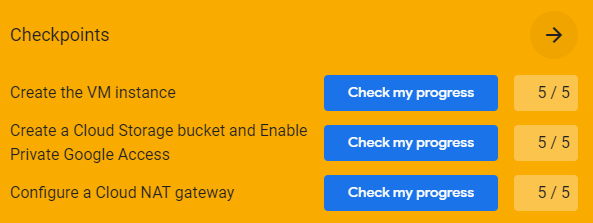 Checkpoints
Create the VM instance Check my progress 5 / 5
Create a Cloud Storage bucket and Enable
Private Google Access Check my progress 5 / 5
Configure a Cloud NAT gateway Check my progress 5 / 5